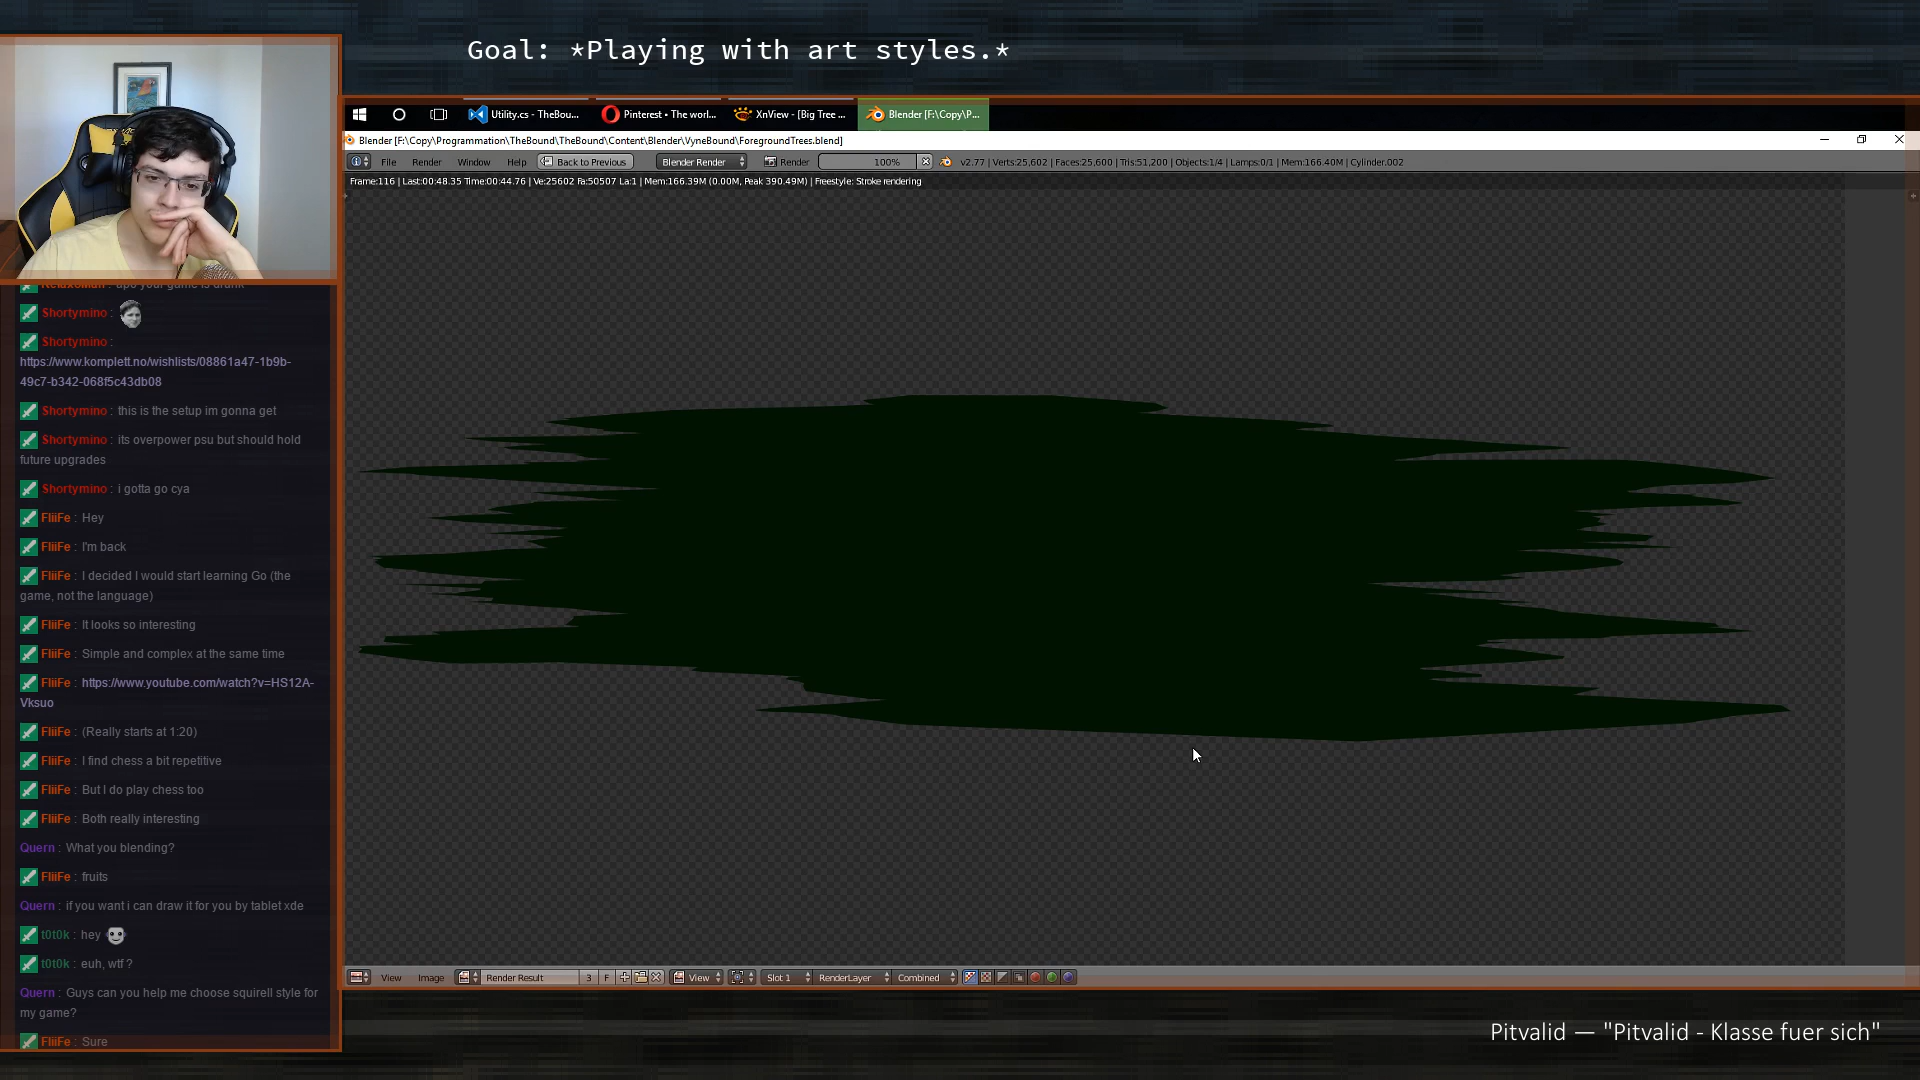 Goal: *Playing with art styles.*
Utility.cs - TheBou...
Pinterest • The worl...
XnView - [Big Tree ...
Blender [F:\Copy\P...
Blender [F:\Copy\Programmation\TheBound\TheBound\Content\Blender\VyneBound\ForegroundTrees.blend]
File Render Window Help Back to Previous Blender Render Render 100% v2.77 | Verts:25,602 | Faces:25,600 | Tris:51,200 | Objects:1/4 | Lamps:0/1 | Mem:166.40M | Cylinder.002
Frame:116 | Last:00:48.35 Time:00:44.76 | Ve:25602 Fa:50507 La:1 | Mem:166.39M (0.00M, Peak 390.49M) | Freestyle: Stroke rendering
RelaxoMan : apo your game is drunk
Shortymino :
Shortymino :
https://www.komplett.no/wishlists/08861a47-1b9b-
49c7-b342-068f5c43db08
Shortymino : this is the setup im gonna get
Shortymino : its overpower psu but should hold
future upgrades
Shortymino : i gotta go cya
FliiFe : Hey
FliiFe : I'm back
FliiFe : I decided I would start learning Go (the
game, not the language)
FliiFe : It looks so interesting
FliiFe : Simple and complex at the same time
FliiFe : https://www.youtube.com/watch?v=HS12A-
Vksuo
FliiFe : (Really starts at 1:20)
FliiFe : I find chess a bit repetitive
FliiFe : But I do play chess too
FliiFe : Both really interesting
Quern : What you blending?
FliiFe : fruits
Quern : if you want i can draw it for you by tablet xde
t0t0k : hey
t0t0k : euh, wtf ?
Quern : Guys can you help me choose squirell style for
my game?
FliiFe : Sure
View Image Render Result 3 F View Slot 1 RenderLayer Combined
Pitvalid — "Pitvalid - Klasse fuer sich"